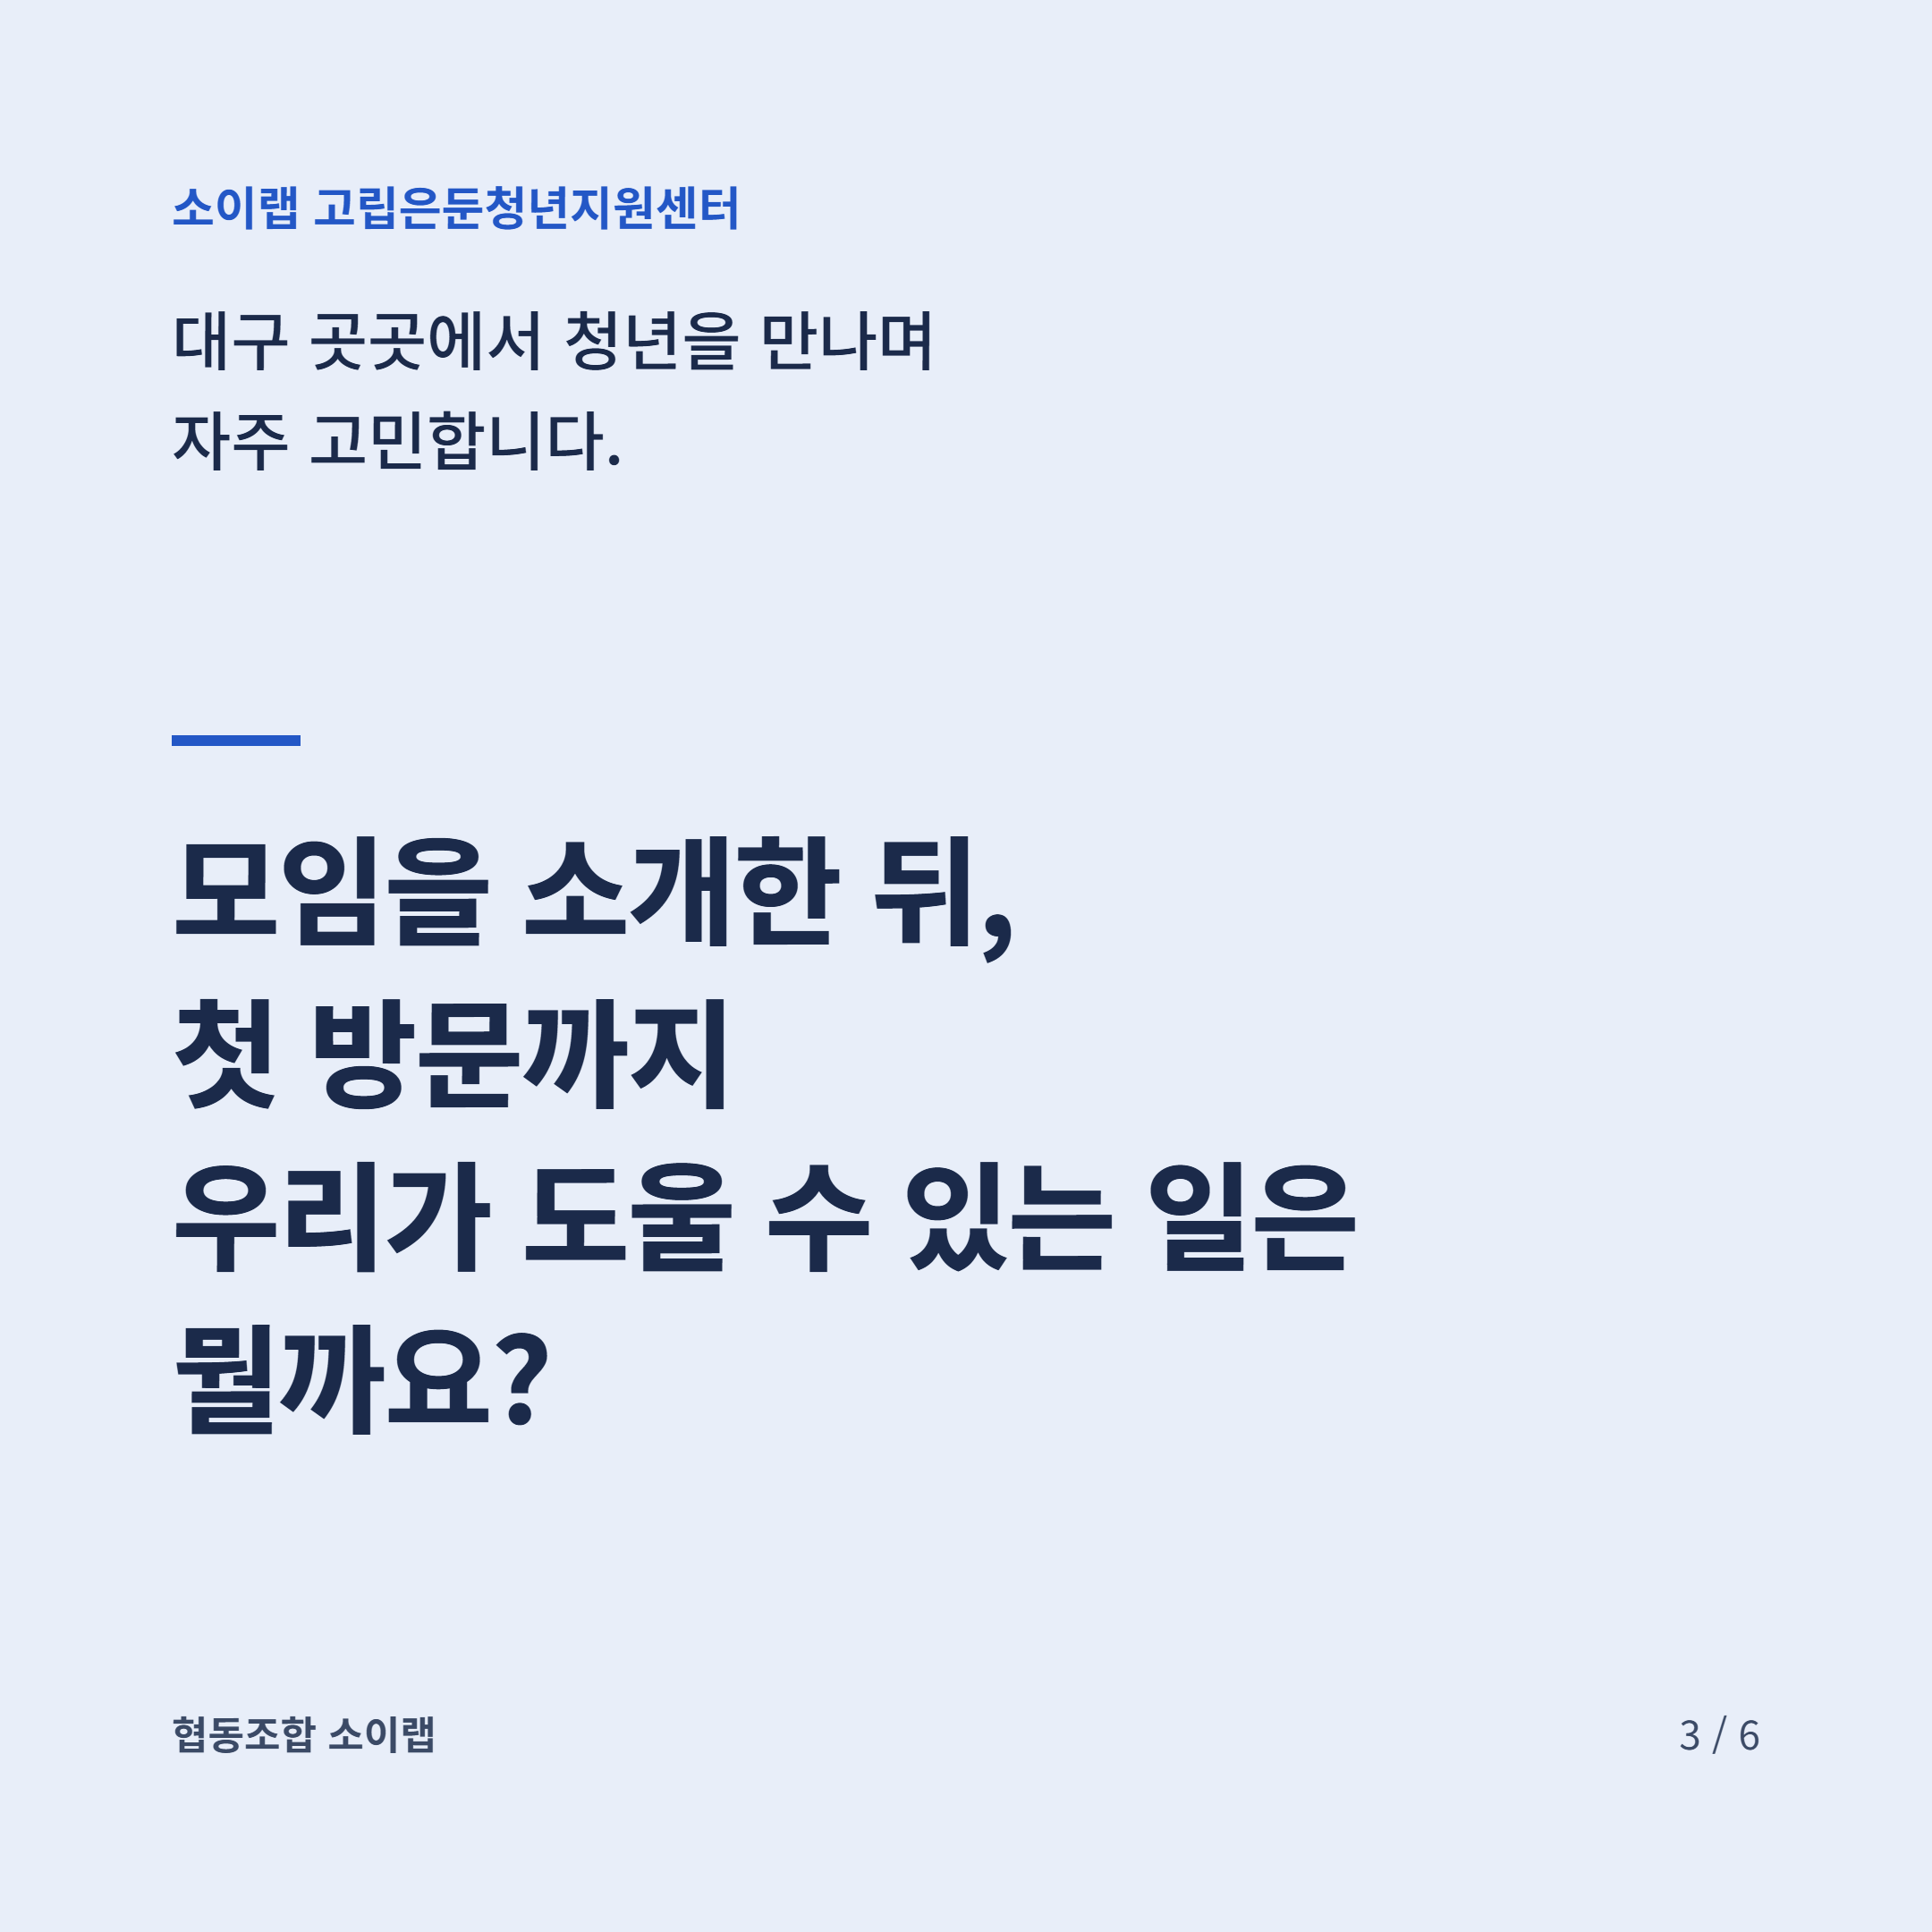 소이랩 고립은둔청년지원센터
대구 곳곳에서 청년을 만나며
자주 고민합니다.
모임을 소개한 뒤,
첫 방문까지
우리가 도울 수 있는 일은
뭘까요?
협동조합 소이랩
3 / 6